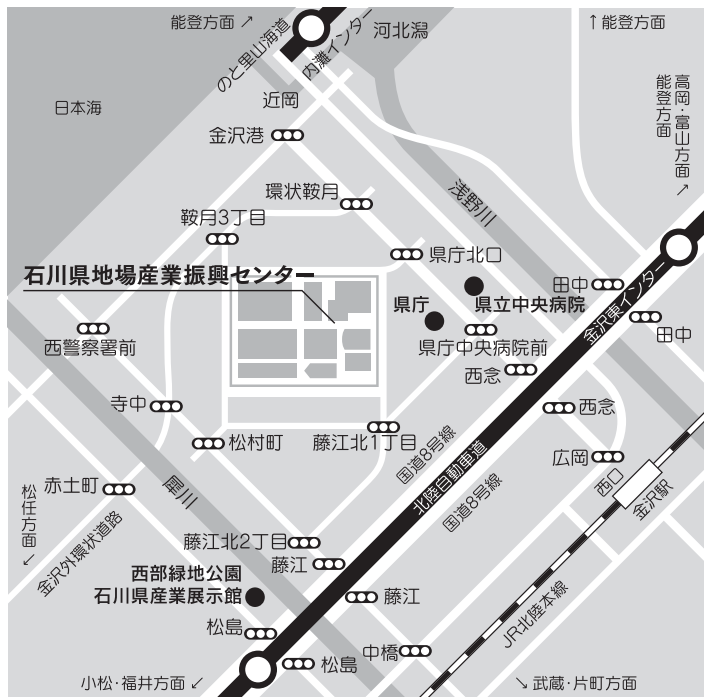 能登方面↗
のと里山海道
内灘インター
河北潟
↑能登方面
高岡・富山方面
能登方面→
日本海
近岡
金沢港
浅野川
環状鞍月
鞍月3丁目
県庁北口
石川県地場産業振興センター
県庁
県立中央病院
田中
金沢東インター
田中
西警察署前
県庁中央病院前
西念
寺中
西念
松村町
藤江北1丁目
国道8号線
北陸自動車道
国道8号線
広岡
西口
金沢駅
赤土町
犀川
松任方面←
金沢外環状道路
藤江北2丁目
藤江
西部緑地公園
石川県産業展示館
藤江
JR北陸本線
松島
中橋
松島
小松・福井方面↙
↘武蔵・片町方面